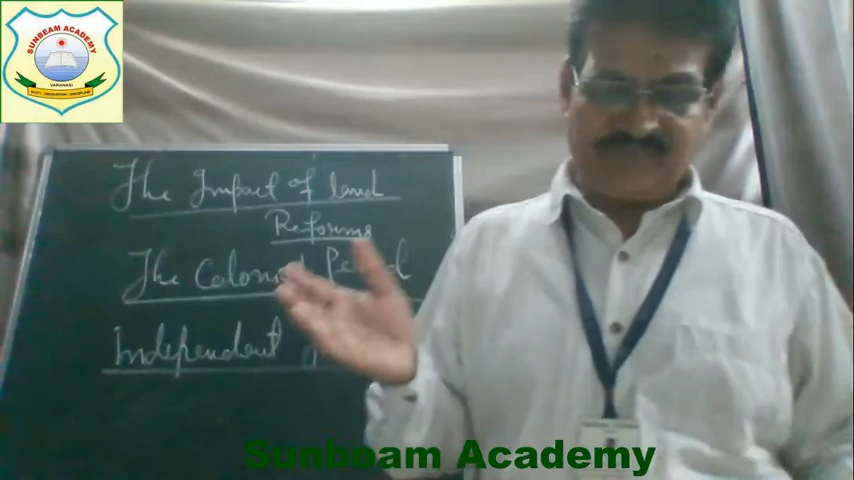 SUNBEAM ACADEMY
VARANASI
The Impact of land
Reforms
The Colonial Period
Independent
Sunbeam Academy